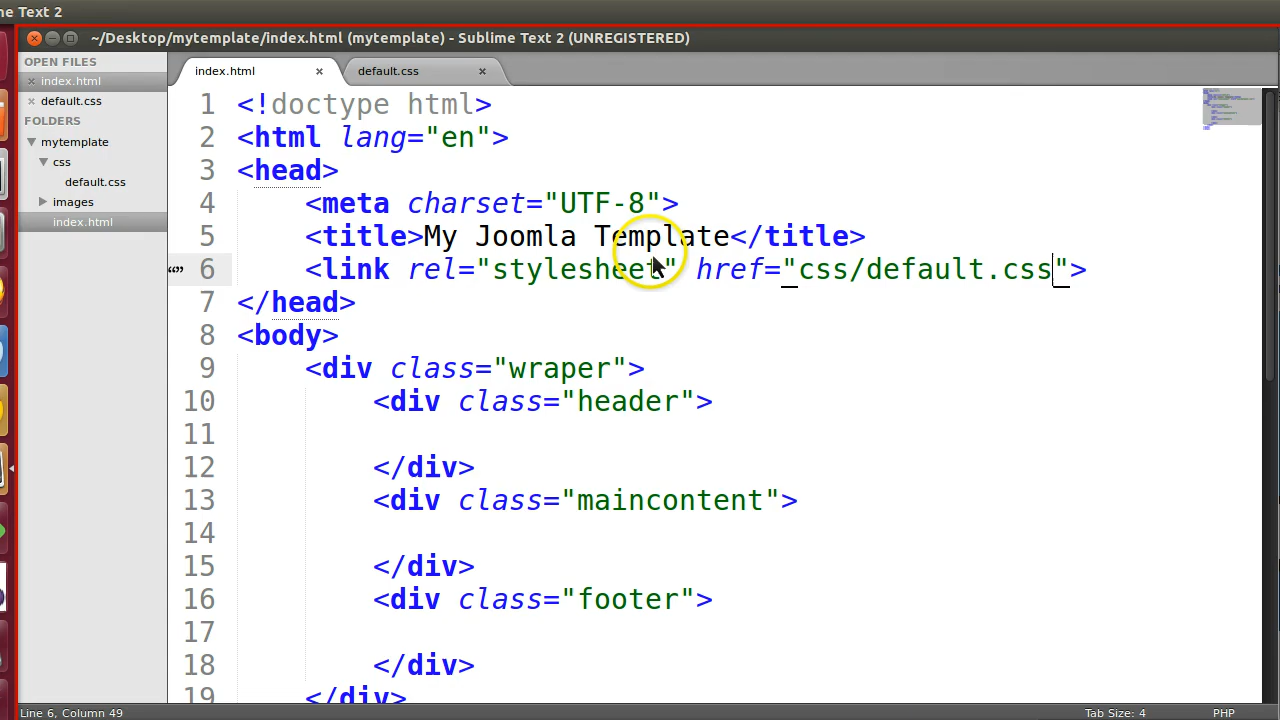 me Text 2
~/Desktop/mytemplate/index.html (mytemplate) - Sublime Text 2 (UNREGISTERED)
OPEN FILES
index.html
default.css
FOLDERS
mytemplate
css
default.css
images
index.html
index.html
default.css
1 <!doctype html>
2 <html lang="en">
3 <head>
4 <meta charset="UTF-8">
5 <title>My Joomla Template</title>
6 <link rel="stylesheet" href="css/default.css">
7 </head>
8 <body>
9 <div class="wraper">
10 <div class="header">
11
12 </div>
13 <div class="maincontent">
14
15 </div>
16 <div class="footer">
17
18 </div>
19 </div>
Line 6, Column 49
Tab Size: 4
PHP